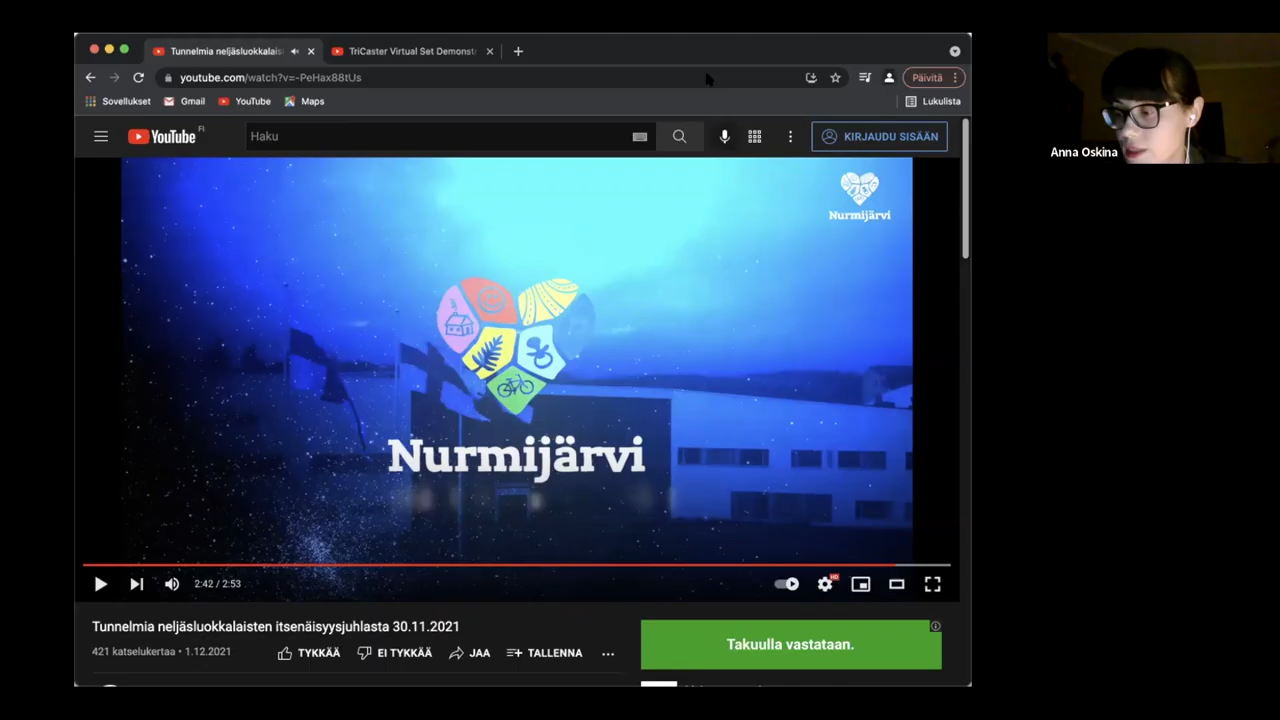 Tunnelmia neljäsluokkalais
TriCaster Virtual Set Demonst
youtube.com/watch?v=-PeHax88tUs
Päivitä
Sovellukset
Gmail
YouTube
Maps
Lukulista
YouTube FI
Haku
KIRJAUDU SISÄÄN
Nurmijärvi
Nurmijärvi
2:42 / 2:53
HD
Tunnelmia neljäsluokkalaisten itsenäisyysjuhlasta 30.11.2021
421 katselukertaa • 1.12.2021
TYKKÄÄ
EI TYKKÄÄ
JAA
TALLENNA
Takuulla vastataan.
Anna Oskina